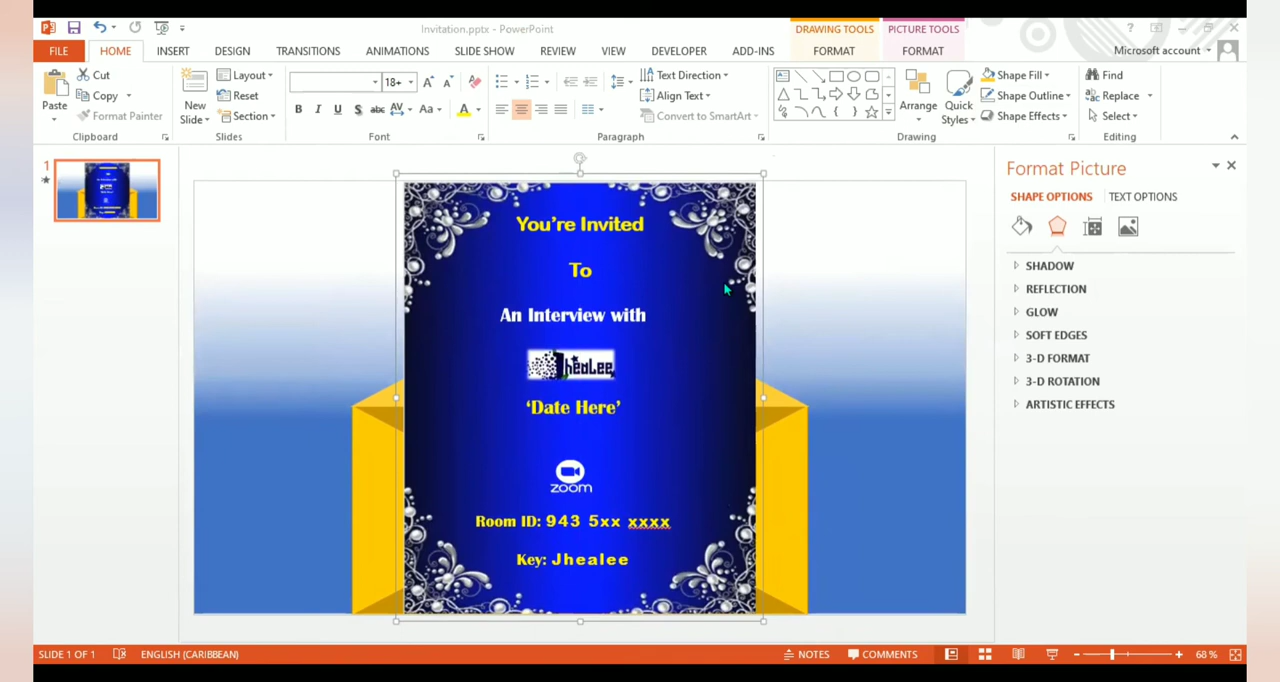 Invitation.pptx - PowerPoint
DRAWING TOOLS
PICTURE TOOLS
?
FILE
HOME
INSERT
DESIGN
TRANSITIONS
ANIMATIONS
SLIDE SHOW
REVIEW
VIEW
DEVELOPER
ADD-INS
FORMAT
FORMAT
Microsoft account
Paste
Cut
Copy
Format Painter
Clipboard
New Slide
Layout
Reset
Section
Slides
18+
B I U S abc AV Aa A
Font
Text Direction
Align Text
Convert to SmartArt
Paragraph
Arrange
Quick Styles
Shape Fill
Shape Outline
Shape Effects
Drawing
Find
Replace
Select
Editing
1
You're Invited
To
An Interview with
JheaLee
‘Date Here’
zoom
Room ID: 943 5xx xxxx
Key: Jhealee
Format Picture
SHAPE OPTIONS
TEXT OPTIONS
SHADOW
REFLECTION
GLOW
SOFT EDGES
3-D FORMAT
3-D ROTATION
ARTISTIC EFFECTS
SLIDE 1 OF 1
ENGLISH (CARIBBEAN)
NOTES
COMMENTS
68 %